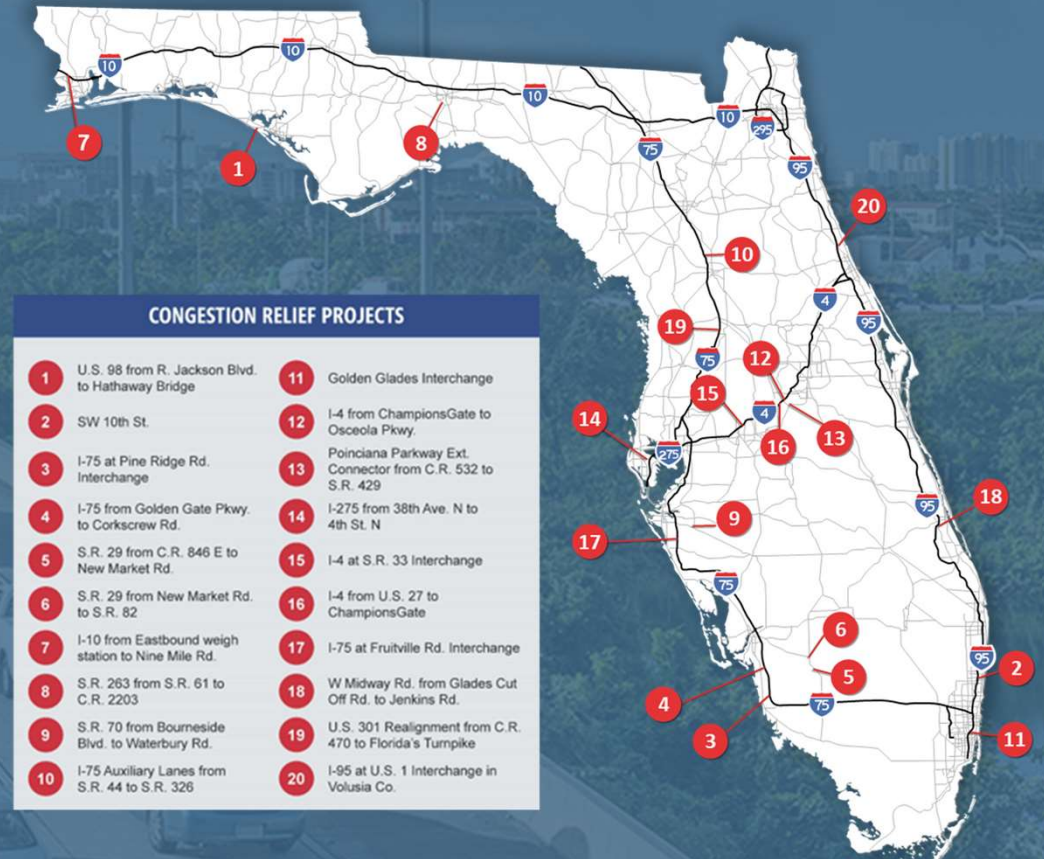 10
10
10
10
295
75
95
7
1
8
20
10
4
95
19
75
12
15
4
14
275
16
13
95
18
9
17
75
6
5
95
2
4
75
3
11
CONGESTION RELIEF PROJECTS
1
U.S. 98 from R. Jackson Blvd.
to Hathaway Bridge
2
SW 10th St.
3
I-75 at Pine Ridge Rd.
Interchange
4
I-75 from Golden Gate Pkwy.
to Corkscrew Rd.
5
S.R. 29 from C.R. 846 E to
New Market Rd.
6
S.R. 29 from New Market Rd.
to S.R. 82
7
I-10 from Eastbound weigh
station to Nine Mile Rd.
8
S.R. 263 from S.R. 61 to
C.R. 2203
9
S.R. 70 from Bourneside
Blvd. to Waterbury Rd.
10
I-75 Auxiliary Lanes from
S.R. 44 to S.R. 326
11
Golden Glades Interchange
12
I-4 from ChampionsGate to
Osceola Pkwy.
13
Poinciana Parkway Ext.
Connector from C.R. 532 to
S.R. 429
14
I-275 from 38th Ave. N to
4th St. N
15
I-4 at S.R. 33 Interchange
16
I-4 from U.S. 27 to
ChampionsGate
17
I-75 at Fruitville Rd. Interchange
18
W Midway Rd. from Glades Cut
Off Rd. to Jenkins Rd.
19
U.S. 301 Realignment from C.R.
470 to Florida's Turnpike
20
I-95 at U.S. 1 Interchange in
Volusia Co.